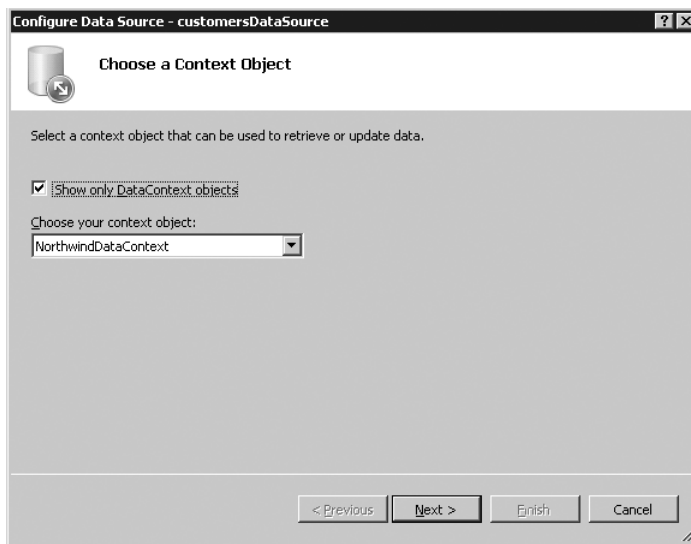 Configure Data Source - customersDataSource
Choose a Context Object
Select a context object that can be used to retrieve or update data.
Show only DataContext objects
Choose your context object:
NorthwindDataContext
< Previous
Next >
Finish
Cancel